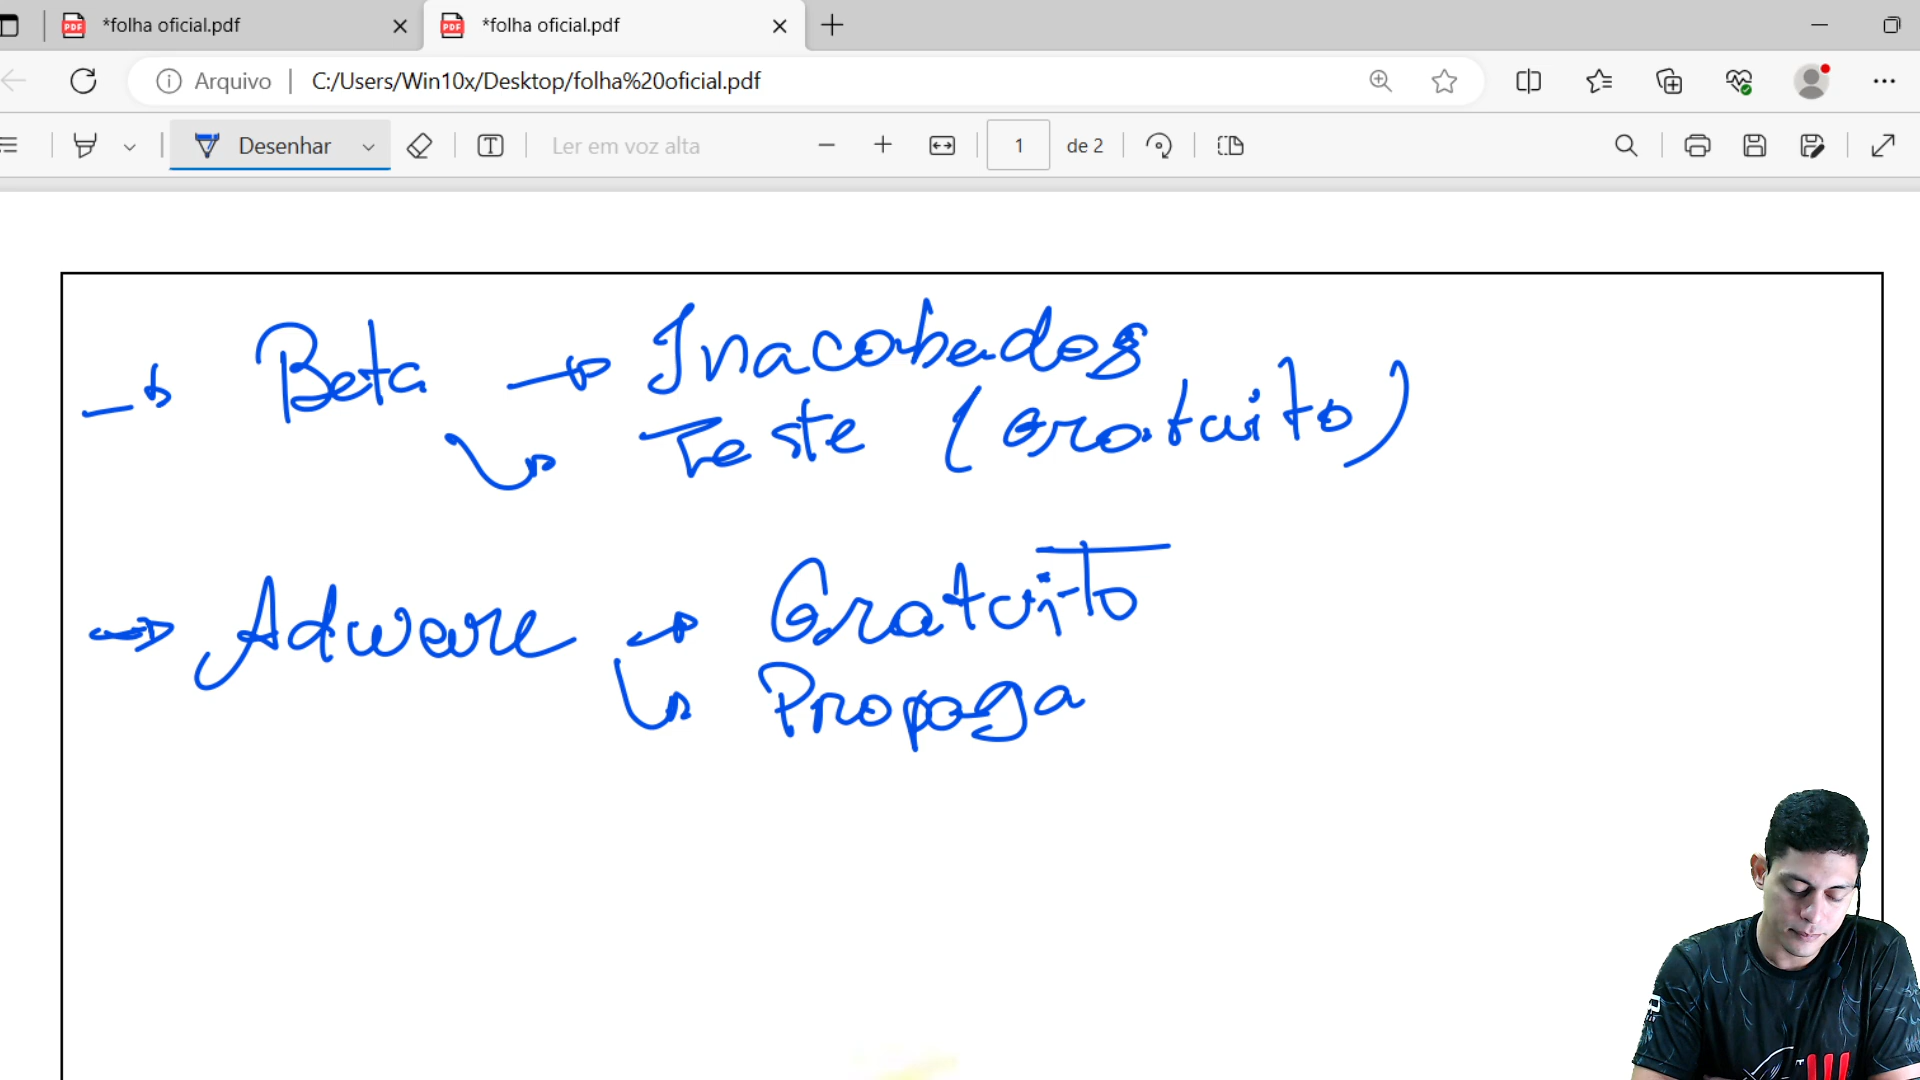 *folha oficial.pdf
*folha oficial.pdf
Arquivo
C:/Users/Win10x/Desktop/folha%20oficial.pdf
Desenhar
Ler em voz alta
1 de 2
Beta → Inacabados
Teste (Gratuito)
→ Adware → Gratuito
Propaga